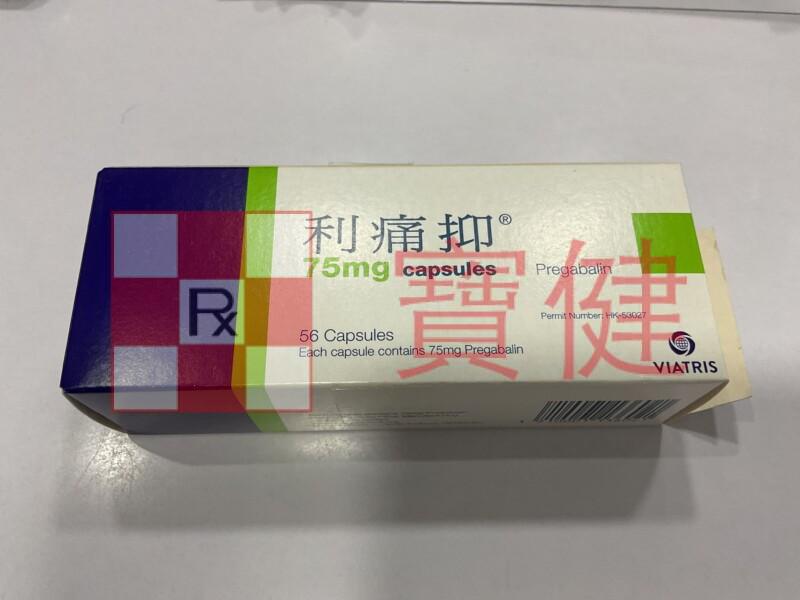 利痛抑®
75mg capsules
Pregabalin
Permit Number: HK-53027
56 Capsules
Each capsule contains 75mg Pregabalin
VIATRIS
Rx
寶健